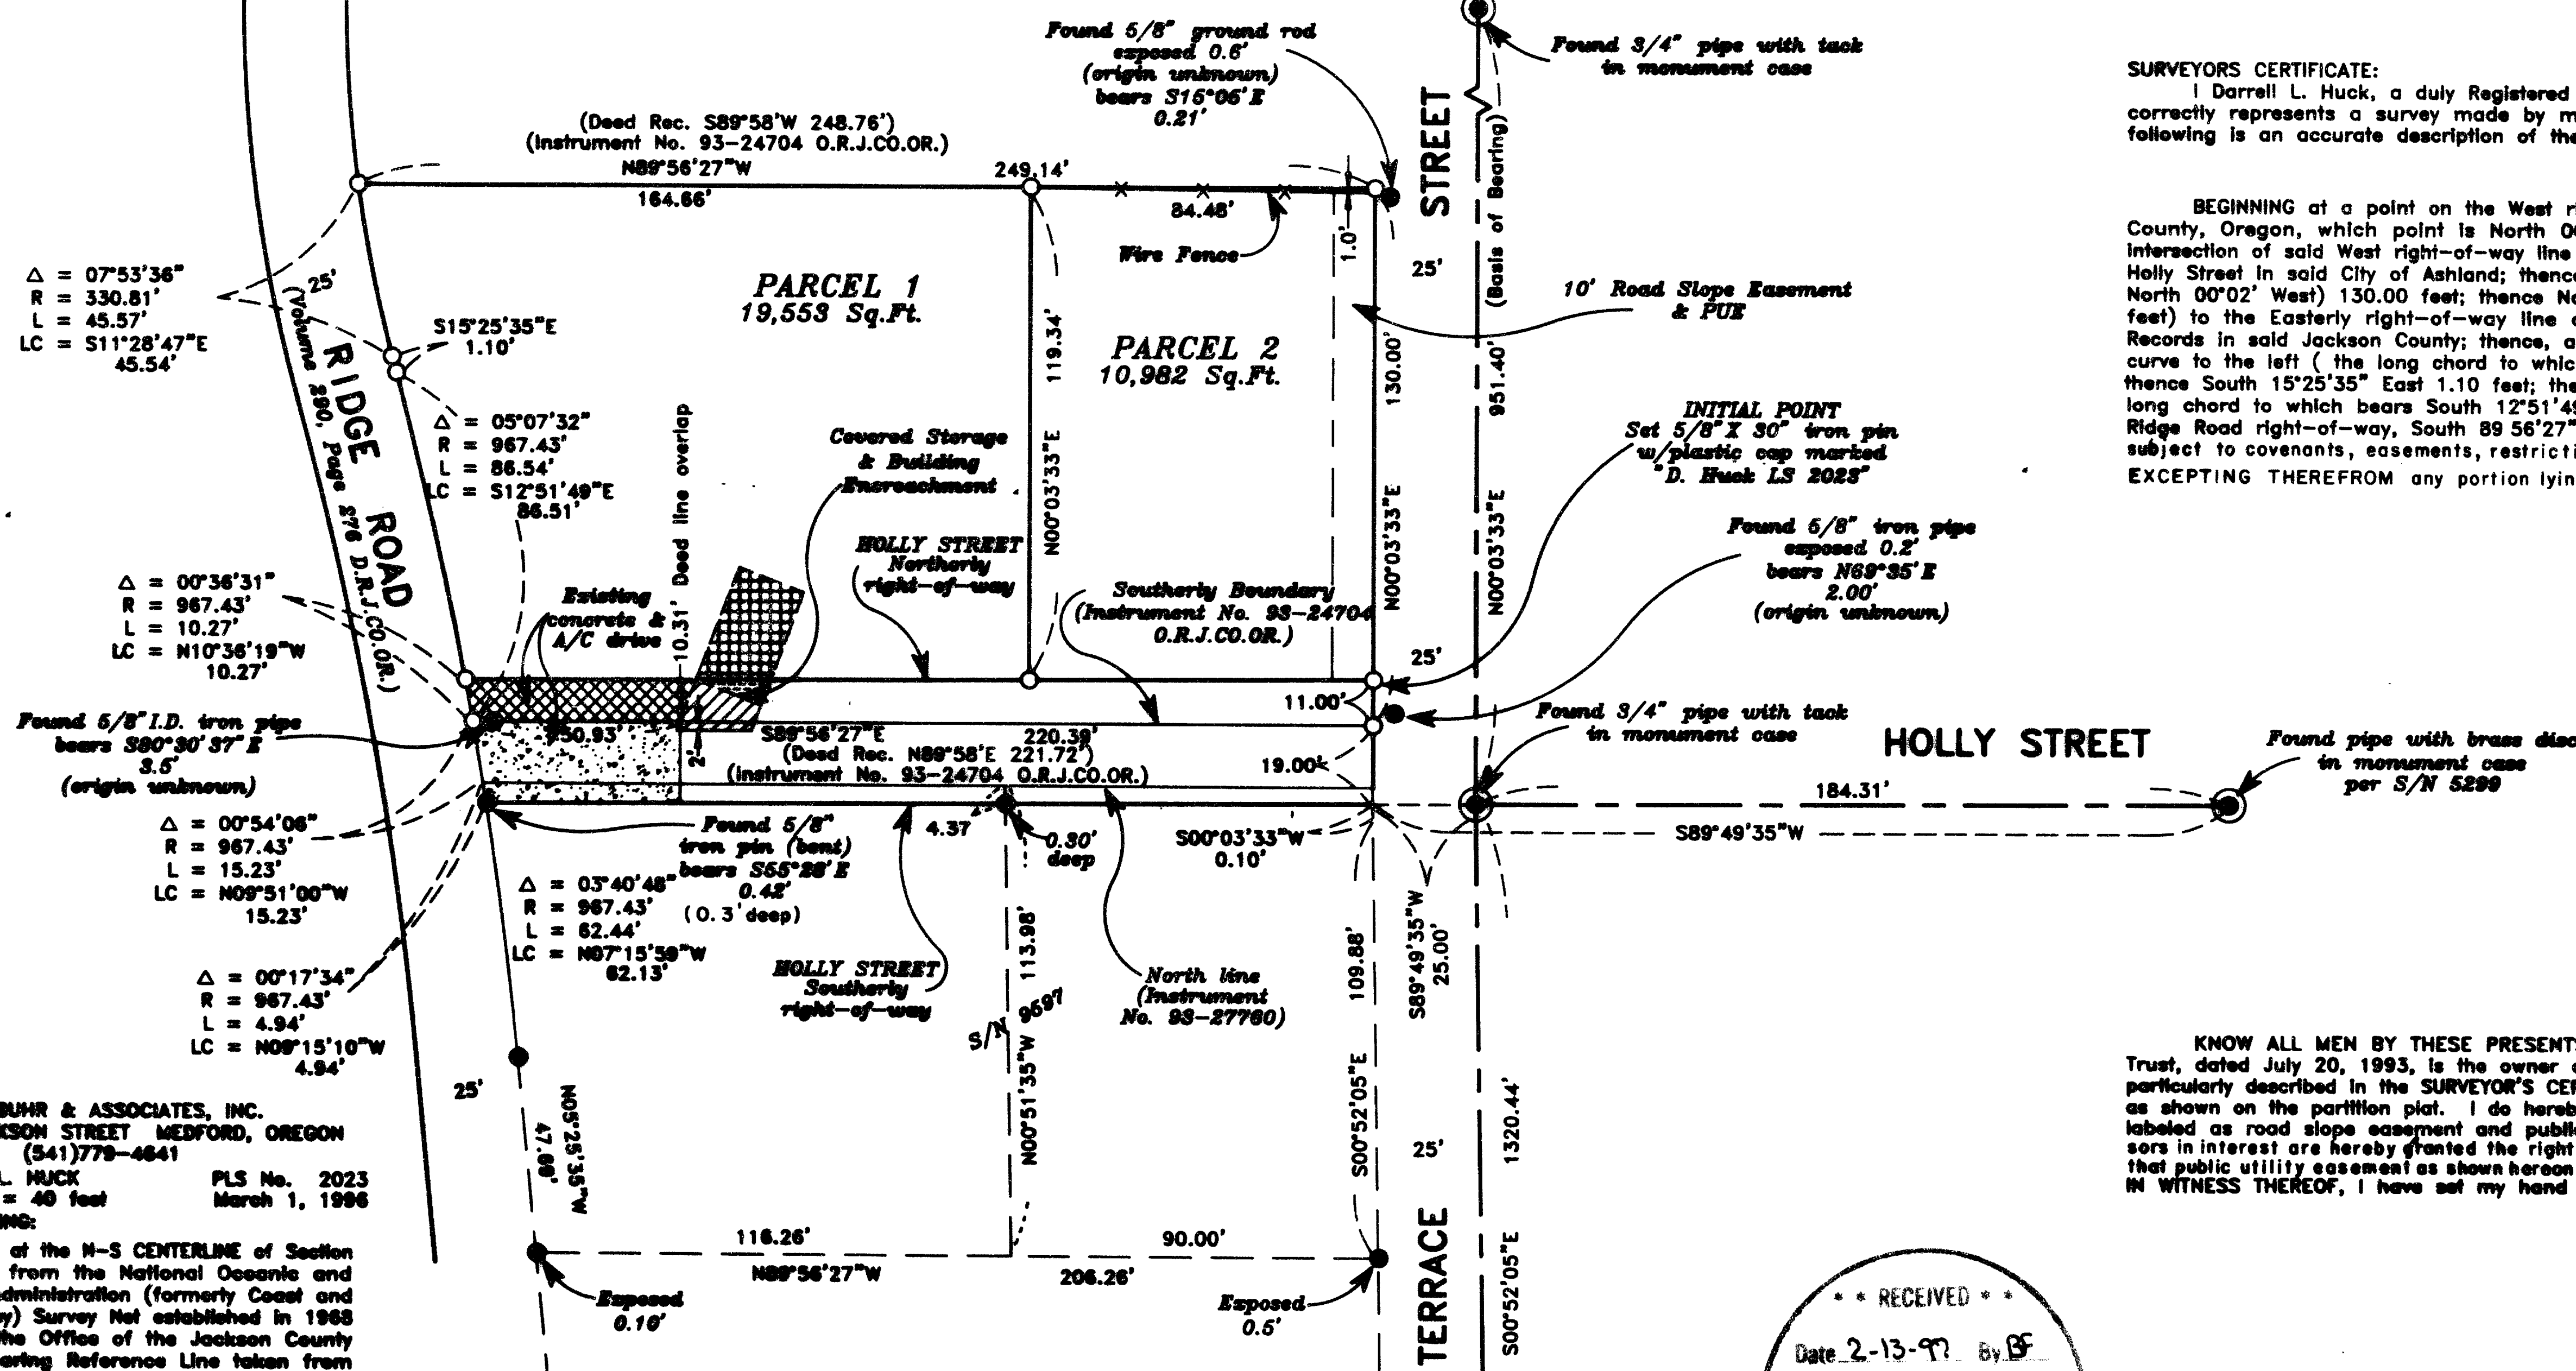 Found 5/8" ground rod
exposed 0.6'
(origin unknown)
bears S15°06'E
0.21'
Found 3/4" pipe with tack
in monument case
STREET
(Basis of Bearing)
(Deed Rec. S89°58'W 248.76')
(Instrument No. 93-24704 O.R.J.CO.OR.)
N89°56'27"W
249.14'
164.66'
84.48'
Wire Fence
1.0'
25'
Δ = 07°53'36"
R = 330.81'
L = 45.57'
LC = S11°28'47"E
45.54'
25'
(Volume 290, Page 276 D.R.J.CO.OR.)
RIDGE ROAD
S15°25'35"E
1.10'
PARCEL 1
19,553 Sq.Ft.
119.34'
N00°03'33"E
PARCEL 2
10,982 Sq.Ft.
130.00'
N00°03'33"E
951.40'
N00°03'33"E
10' Road Slope Easement
& PUE
Δ = 05°07'32"
R = 967.43'
L = 86.54'
LC = S12°51'49"E
86.51'
10.31' Deed line overlap
Covered Storage
& Building
Encroachment
INITIAL POINT
Set 5/8" X 30" iron pin
w/plastic cap marked
"D. Huck LS 2023"
Found 5/8" iron pipe
exposed 0.2'
bears N69°35'E
2.00'
(origin unknown)
HOLLY STREET
Northerly
right-of-way
Existing
concrete &
A/C drive
Southerly Boundary
(Instrument No. 93-24704
O.R.J.CO.OR.)
Δ = 00°36'31"
R = 967.43'
L = 10.27'
LC = N10°36'19"W
10.27'
25'
11.00'
Found 5/8" I.D. iron pipe
bears S80°30'37"E
3.5'
(origin unknown)
50.93'
2'
S89°56'27"E
220.39'
(Deed Rec. N89°58'E 221.72')
(Instrument No. 93-24704 O.R.J.CO.OR.)
19.00'
Found 3/4" pipe with tack
in monument case
HOLLY STREET
Found pipe with brass disc
in monument case
per S/N 5299
184.31'
S89°49'35"W
Δ = 00°54'06"
R = 967.43'
L = 15.23'
LC = N09°51'00"W
15.23'
Found 5/8"
iron pin (bent)
bears S55°28'E
0.42'
(0.3'deep)
4.37
0.30'
deep
S00°03'33"W
0.10'
Δ = 03°40'48"
R = 967.43'
L = 62.44'
LC = N07°15'59"W
62.13'
HOLLY STREET
Southerly
right-of-way
113.98'
N00°51'35"W
S/N 9697
North line
(Instrument
No. 93-27760)
109.88'
S00°52'05"E
S89°49'35"W
25.00'
Δ = 00°17'34"
R = 967.43'
L = 4.94'
LC = N09°15'10"W
4.94'
25'
N05°25'35"W
1320.44'
25'
S00°52'05"E
TERRACE
116.26'
90.00'
N89°56'27"W
206.26'
Exposed
0.10'
Exposed
0.5'
BUHR & ASSOCIATES, INC.
KSON STREET MEDFORD, OREGON
(541)779-4641
L. HUCK PLS No. 2023
= 40 feet March 1, 1996
ING:
at the N-S CENTERLINE of Section
from the National Oceanic and
dministration (formerly Coast and
y) Survey Net established in 1968
he Office of the Jackson County
aring Reference Line taken from
SURVEYORS CERTIFICATE:
I Darrell L. Huck, a duly Registered
correctly represents a survey made by m
following is an accurate description of the
BEGINNING at a point on the West r
County, Oregon, which point is North 0
intersection of said West right-of-way line
Holly Street in said City of Ashland; thence
North 00°02' West) 130.00 feet; thence N
feet) to the Easterly right-of-way line
Records in said Jackson County; thence, a
curve to the left ( the long chord to whic
thence South 15°25'35" East 1.10 feet; the
long chord to which bears South 12°51'49
Ridge Road right-of-way, South 89 56'27"
subject to covenants, easements, restricti
EXCEPTING THEREFROM any portion lyin
KNOW ALL MEN BY THESE PRESENTS
Trust, dated July 20, 1993, is the owner
particularly described in the SURVEYOR'S CER
as shown on the partition plat. I do hereb
labeled as road slope easement and publi
sors in interest are hereby granted the right
that public utility easement as shown hereon
IN WITNESS THEREOF, I have set my hand
* * RECEIVED * *
Date 2-13-97 By BF